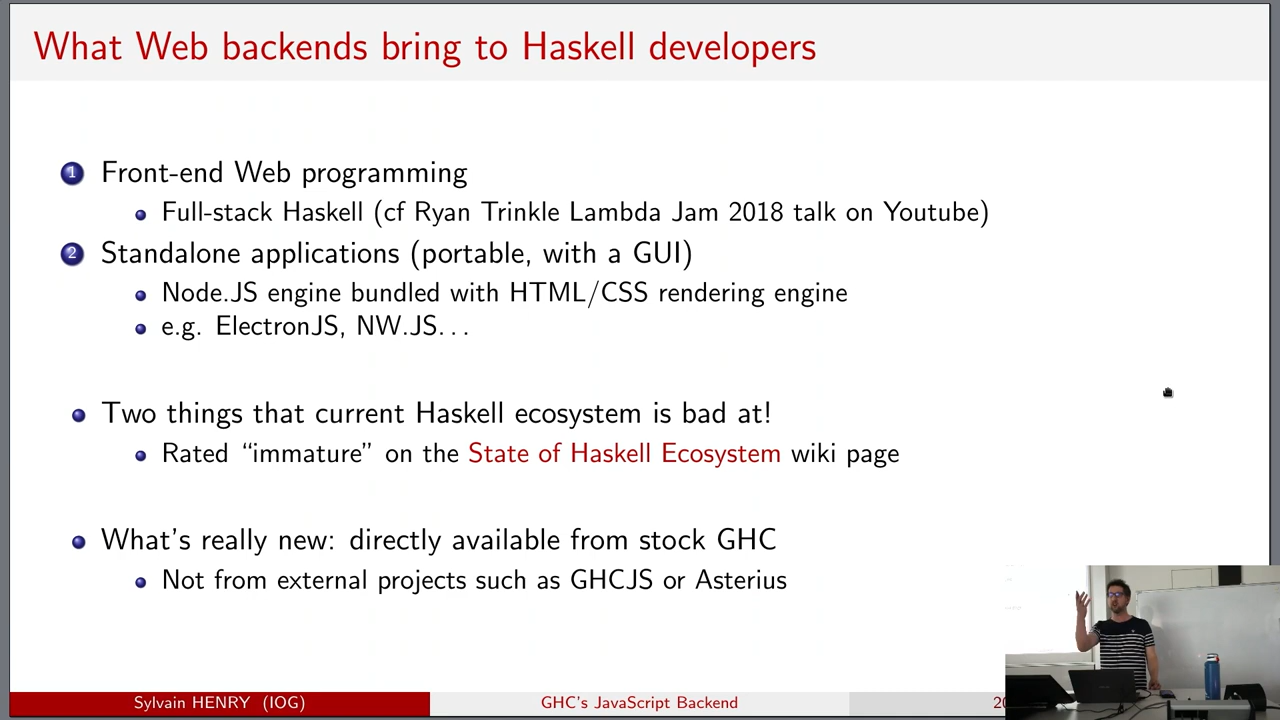 What Web backends bring to Haskell developers
1 Front-end Web programming
Full-stack Haskell (cf Ryan Trinkle Lambda Jam 2018 talk on Youtube)
2 Standalone applications (portable, with a GUI)
Node.JS engine bundled with HTML/CSS rendering engine
e.g. ElectronJS, NW.JS...
Two things that current Haskell ecosystem is bad at!
Rated “immature” on the State of Haskell Ecosystem wiki page
What's really new: directly available from stock GHC
Not from external projects such as GHCJS or Asterius
Sylvain HENRY (IOG)
GHC's JavaScript Backend